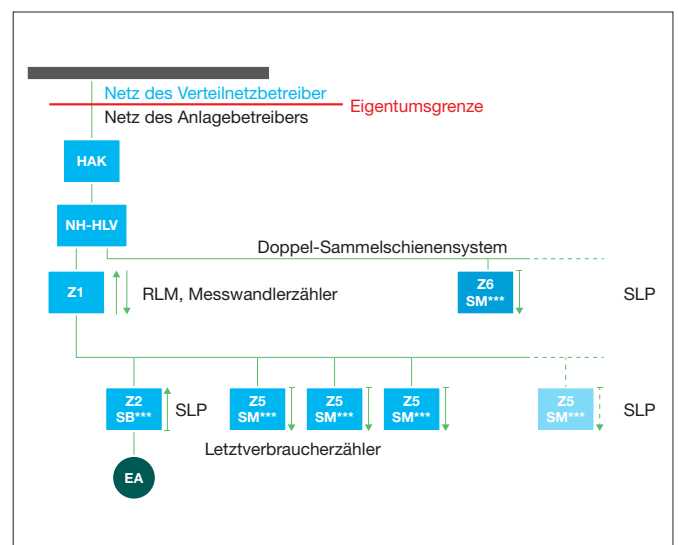 Netz des Verteilnetzbetreiber
Eigentumsgrenze
Netz des Anlagebetreibers
HAK
NH-HLV
Doppel-Sammelschienensystem
Z1
RLM, Messwandlerzähler
Z6
SM***
SLP
Z2
SB***
SLP
Z5
SM***
Z5
SM***
Z5
SM***
Z5
SM***
SLP
Letztverbraucherzähler
EA